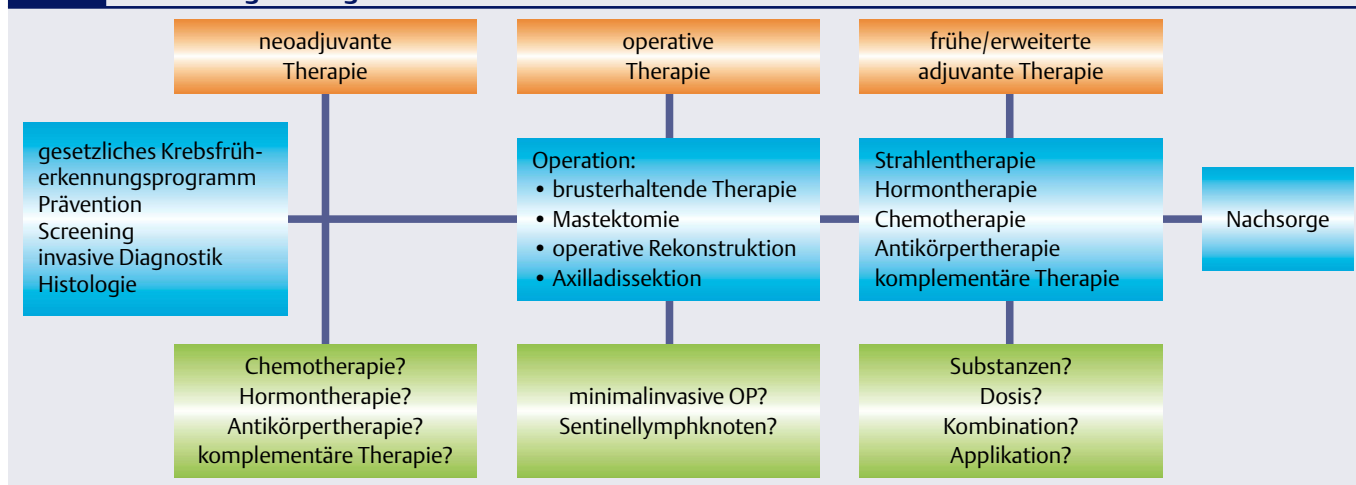 neoadjuvante
Therapie
operative
Therapie
frühe/erweiterte
adjuvante Therapie
gesetzliches Krebsfrüh-
erkennungsprogramm
Prävention
Screening
invasive Diagnostik
Histologie
Operation:
• brusterhaltende Therapie
• Mastektomie
• operative Rekonstruktion
• Axilladissektion
Strahlentherapie
Hormontherapie
Chemotherapie
Antikörpertherapie
komplementäre Therapie
Nachsorge
Chemotherapie?
Hormontherapie?
Antikörpertherapie?
komplementäre Therapie?
minimalinvasive OP?
Sentinellymphknoten?
Substanzen?
Dosis?
Kombination?
Applikation?